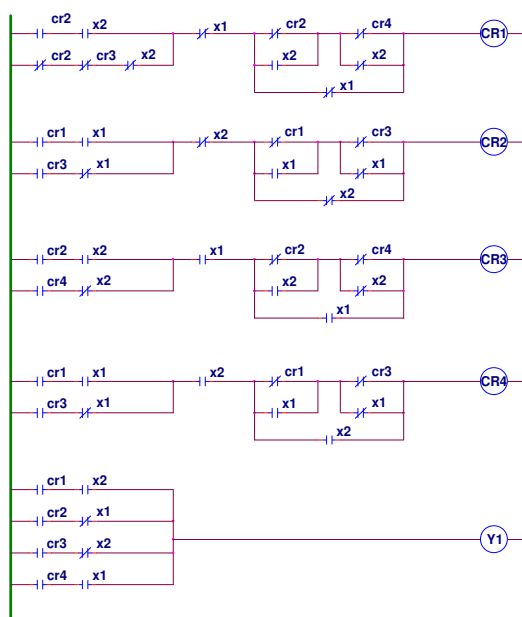 cr2 x2 x1 cr2 cr4 CR1
cr2 cr3 x2 x2 x2
x1
cr1 x1 x2 cr1 cr3 CR2
cr3 x1 x1 x1
x2
cr2 x2 x1 cr2 cr4 CR3
cr4 x2 x2 x2
x1
cr1 x1 x2 cr1 cr3 CR4
cr3 x1 x1 x1
x2
cr1 x2
cr2 x1
Y1
cr3 x2
cr4 x1